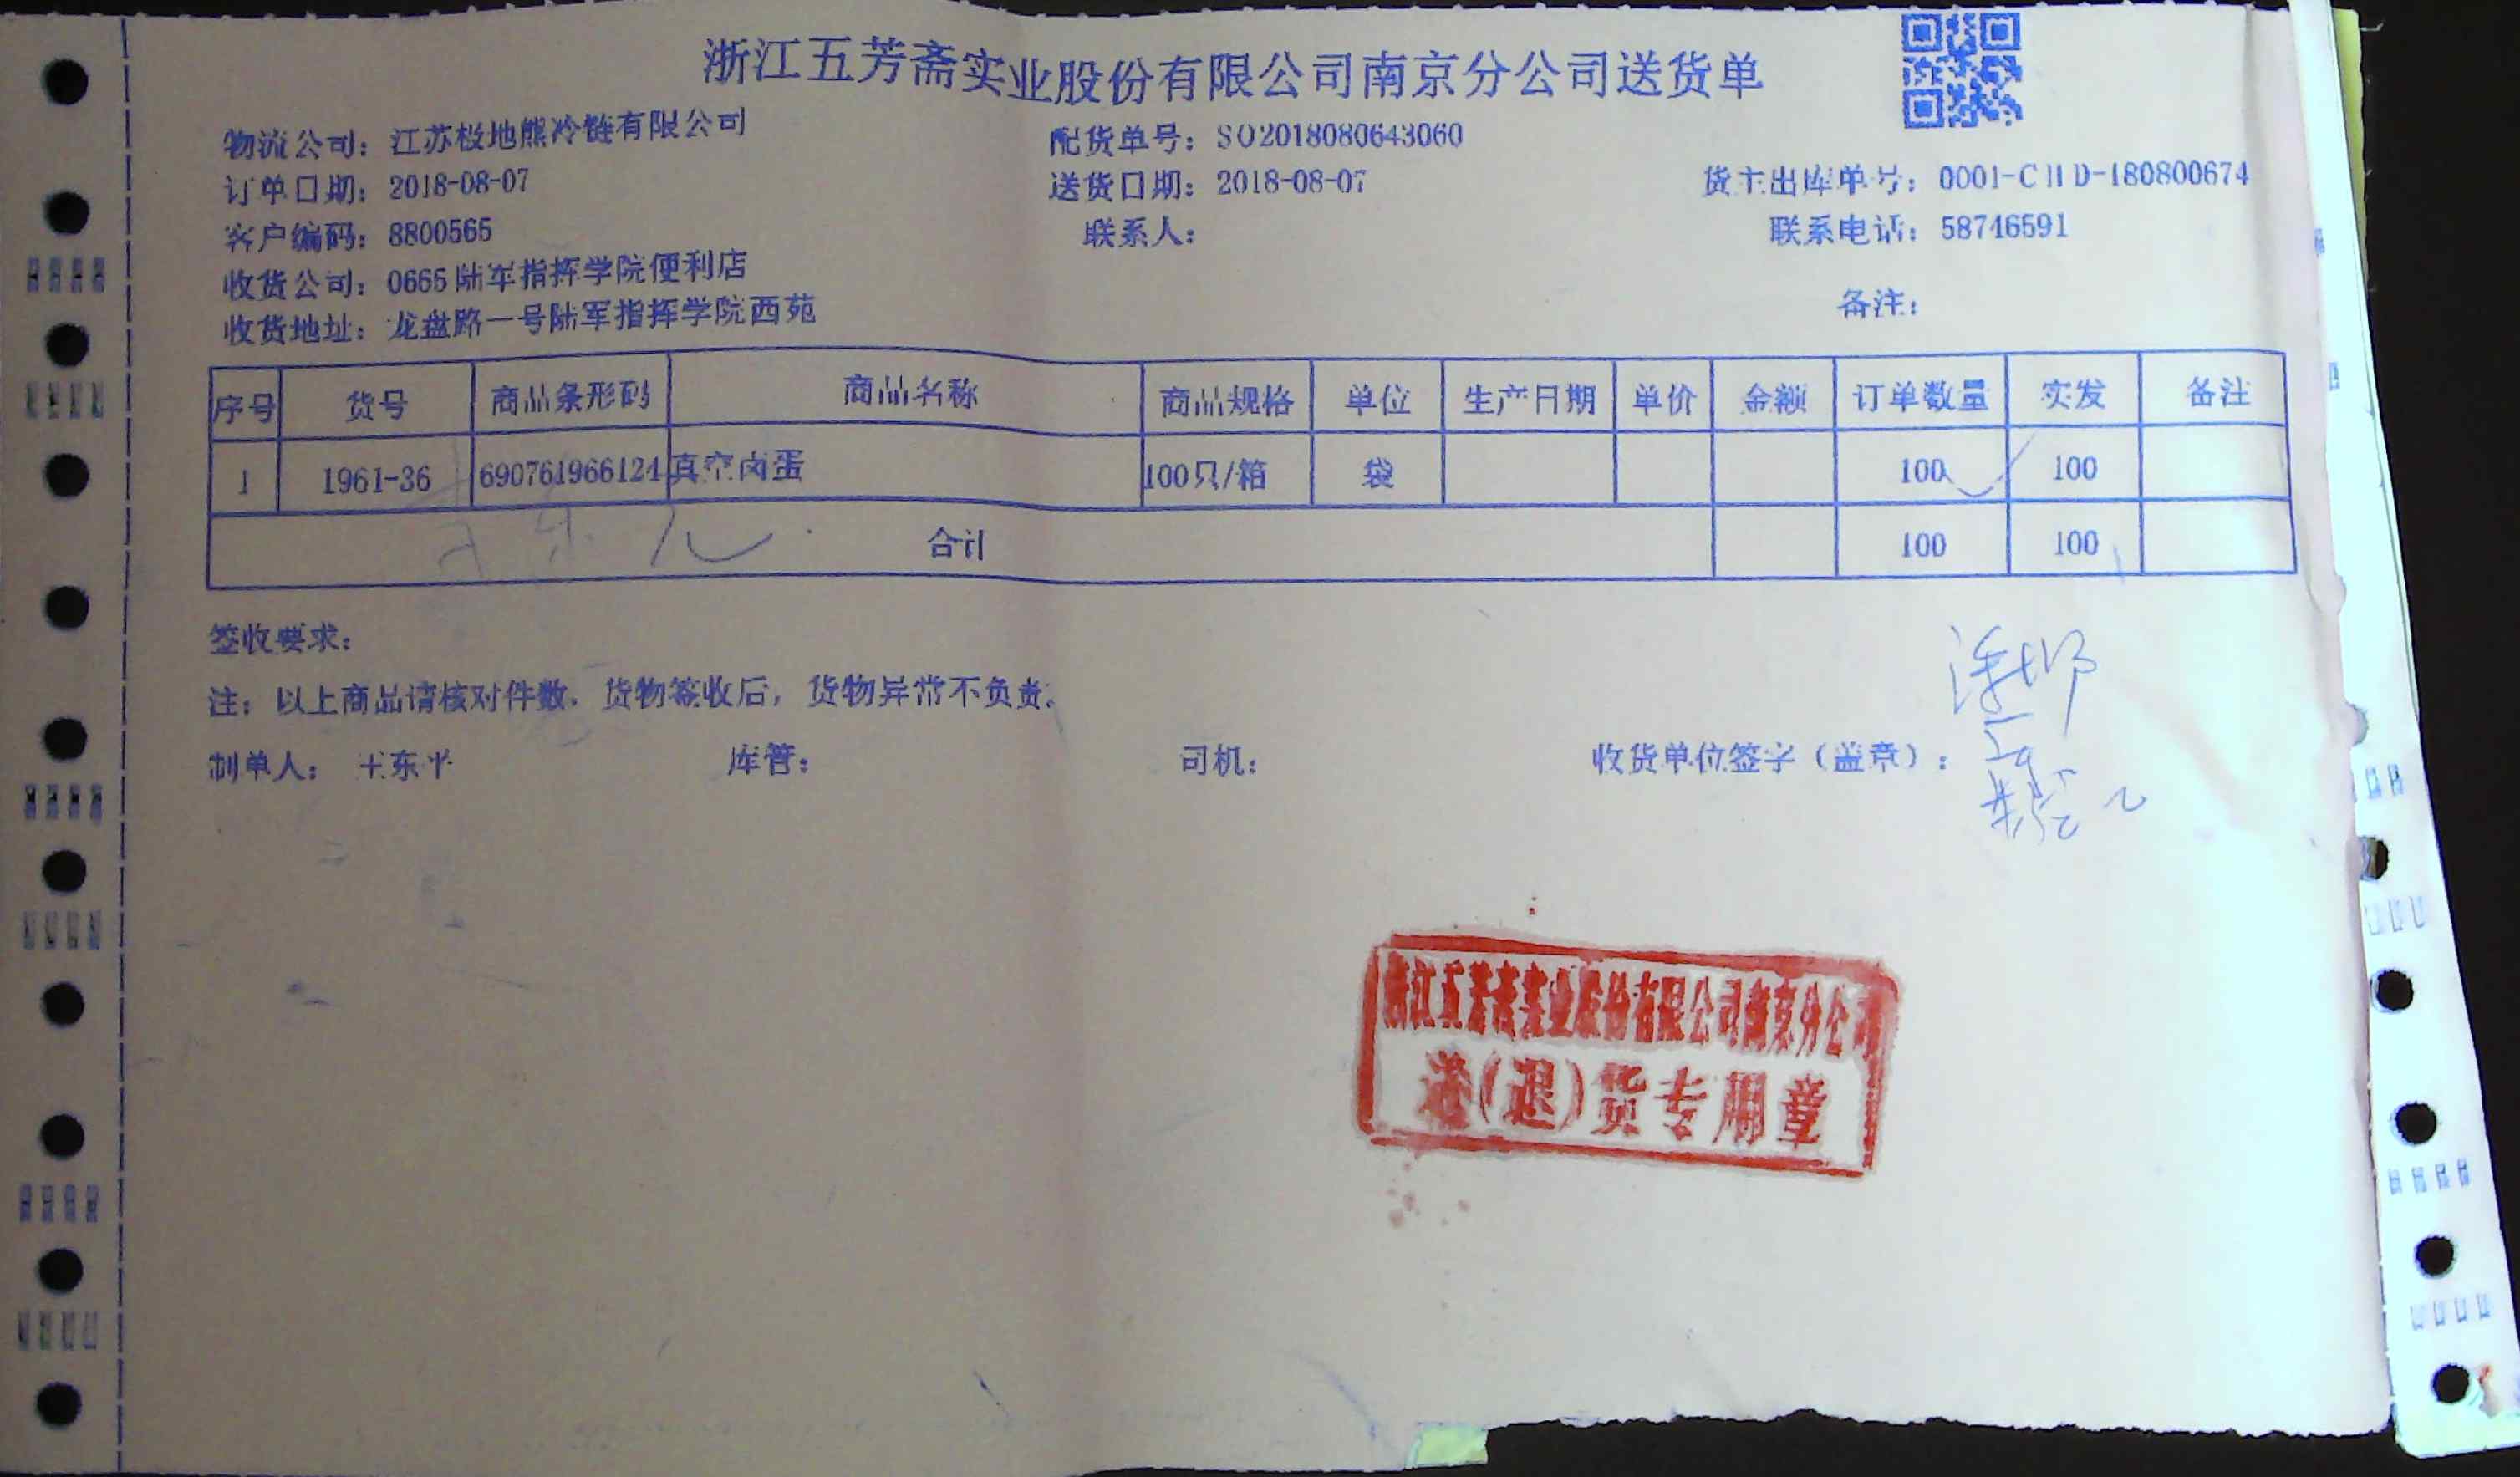 浙江五芳斋实业股份有限公司南京分公司送货单
物流公司：江苏极地熊冷链有限公司 配货单号：SO2018080643060
订单日期：2018-08-07 送货日期：2018-08-07 货主出库单号：0001-CHD-180800674
客户编码：8800565 联系人： 联系电话：58746591
收货公司：0665陆军指挥学院便利店
收货地址：龙盘路一号陆军指挥学院西苑 备注：
序号 货号 商品条形码 商品名称 商品规格 单位 生产日期 单价 金额 订单数量 实发 备注
1 1961-36 690761966124 真空卤蛋 100只/箱 袋 100 100
合计 100 100
签收要求：
注：以上商品请核对件数，货物签收后，货物异常不负责。
制单人： 王东平 库管： 司机： 收货单位签字（盖章）：
浙江五芳斋实业股份有限公司南京分公司
送(退)货专用章